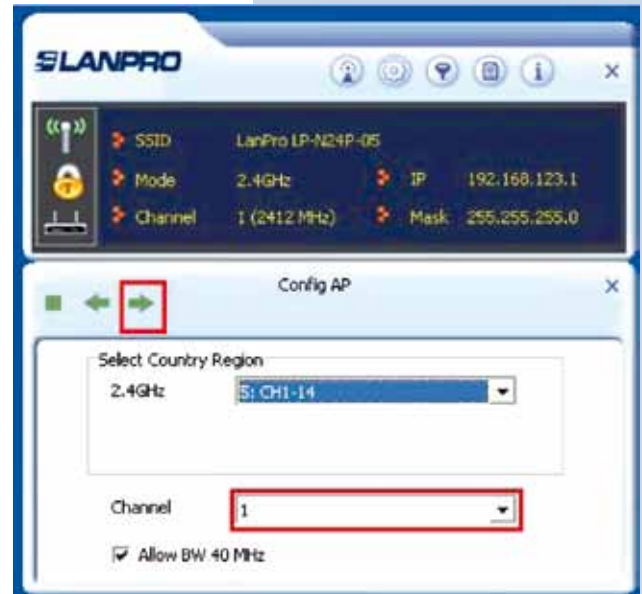 LANPRO
SSID LanPro LP-N24P-05
Mode 2.4GHz IP 192.168.123.1
Channel 1 (2412 MHz) Mask 255.255.255.0
Config AP
Select Country Region
2.4GHz 5: CH1-14
Channel 1
Allow BW 40 MHz